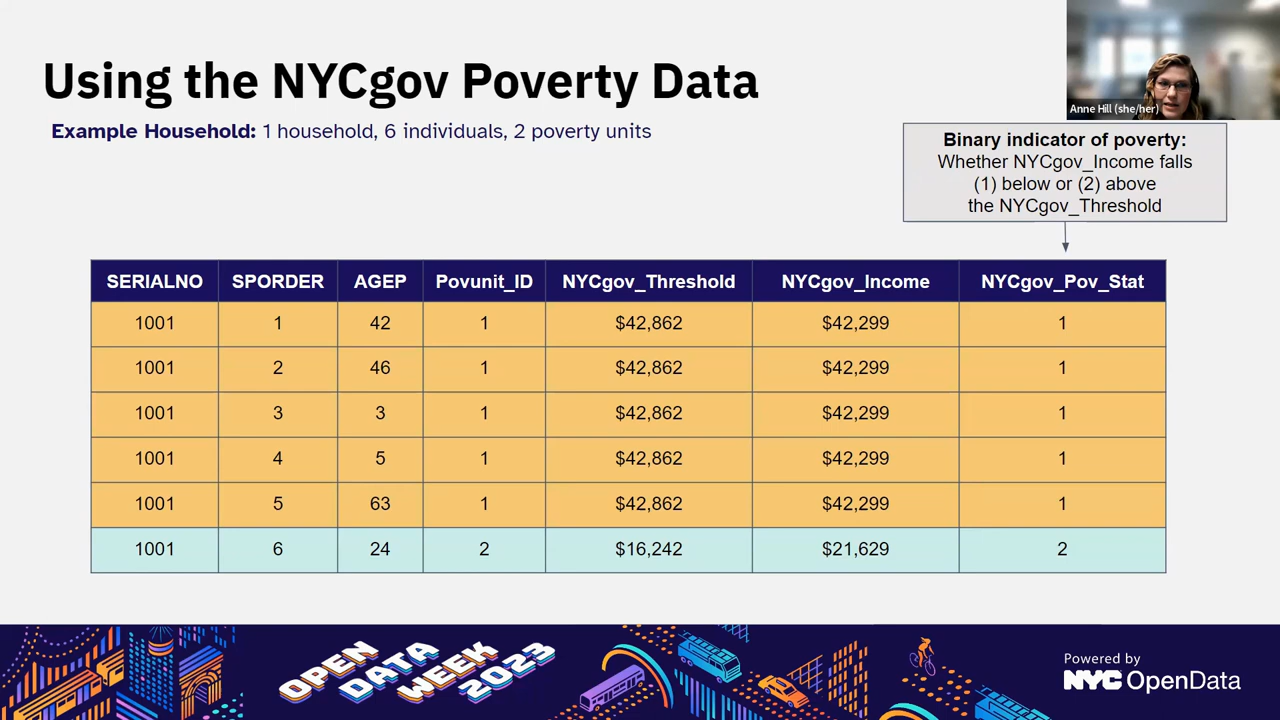 Using the NYCgov Poverty Data
Anne Hill (she/her)
Example Household: 1 household, 6 individuals, 2 poverty units
Binary indicator of poverty:
Whether NYCgov_Income falls
(1) below or (2) above
the NYCgov_Threshold
SERIALNO SPORDER AGEP Povunit_ID NYCgov_Threshold NYCgov_Income NYCgov_Pov_Stat
1001 1 42 1 $42,862 $42,299 1
1001 2 46 1 $42,862 $42,299 1
1001 3 3 1 $42,862 $42,299 1
1001 4 5 1 $42,862 $42,299 1
1001 5 63 1 $42,862 $42,299 1
1001 6 24 2 $16,242 $21,629 2
OPEN
DATA
WEEK
2023
Powered by
NYC OpenData